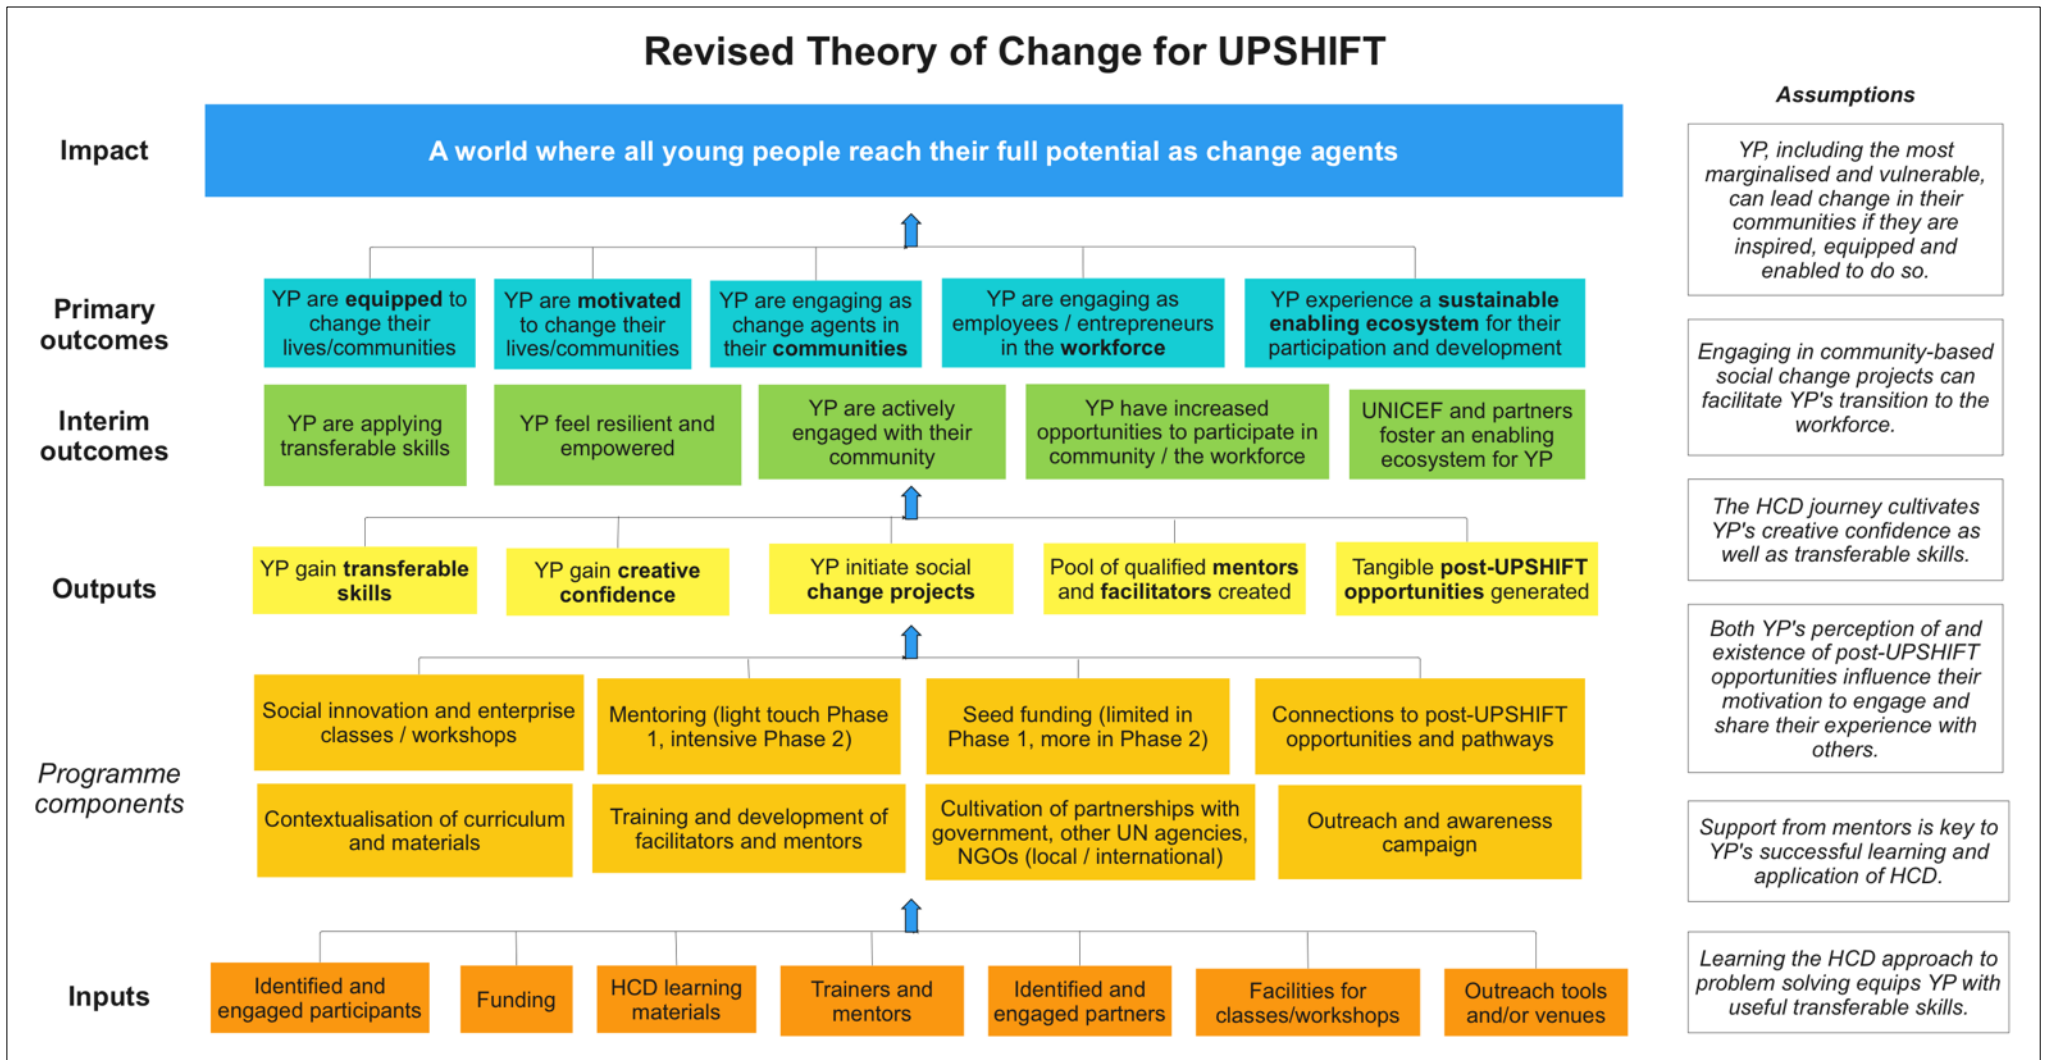 Revised Theory of Change for UPSHIFT
Impact
A world where all young people reach their full potential as change agents
Primary
outcomes
YP are equipped to
change their
lives/communities
YP are motivated
to change their
lives/communities
YP are engaging as
change agents in
their communities
YP are engaging as
employees / entrepreneurs
in the workforce
YP experience a sustainable
enabling ecosystem for their
participation and development
Interim
outcomes
YP are applying
transferable skills
YP feel resilient and
empowered
YP are actively
engaged with their
community
YP have increased
opportunities to participate in
community / the workforce
UNICEF and partners
foster an enabling
ecosystem for YP
Outputs
YP gain transferable
skills
YP gain creative
confidence
YP initiate social
change projects
Pool of qualified mentors
and facilitators created
Tangible post-UPSHIFT
opportunities generated
Programme
components
Social innovation and enterprise
classes / workshops
Mentoring (light touch Phase
1, intensive Phase 2)
Seed funding (limited in
Phase 1, more in Phase 2)
Connections to post-UPSHIFT
opportunities and pathways
Contextualisation of curriculum
and materials
Training and development of
facilitators and mentors
Cultivation of partnerships with
government, other UN agencies,
NGOs (local / international)
Outreach and awareness
campaign
Inputs
Identified and
engaged participants
Funding
HCD learning
materials
Trainers and
mentors
Identified and
engaged partners
Facilities for
classes/workshops
Outreach tools
and/or venues
Assumptions
YP, including the most
marginalised and vulnerable,
can lead change in their
communities if they are
inspired, equipped and
enabled to do so.
Engaging in community-based
social change projects can
facilitate YP's transition to the
workforce.
The HCD journey cultivates
YP's creative confidence as
well as transferable skills.
Both YP's perception of and
existence of post-UPSHIFT
opportunities influence their
motivation to engage and
share their experience with
others.
Support from mentors is key to
YP's successful learning and
application of HCD.
Learning the HCD approach to
problem solving equips YP with
useful transferable skills.